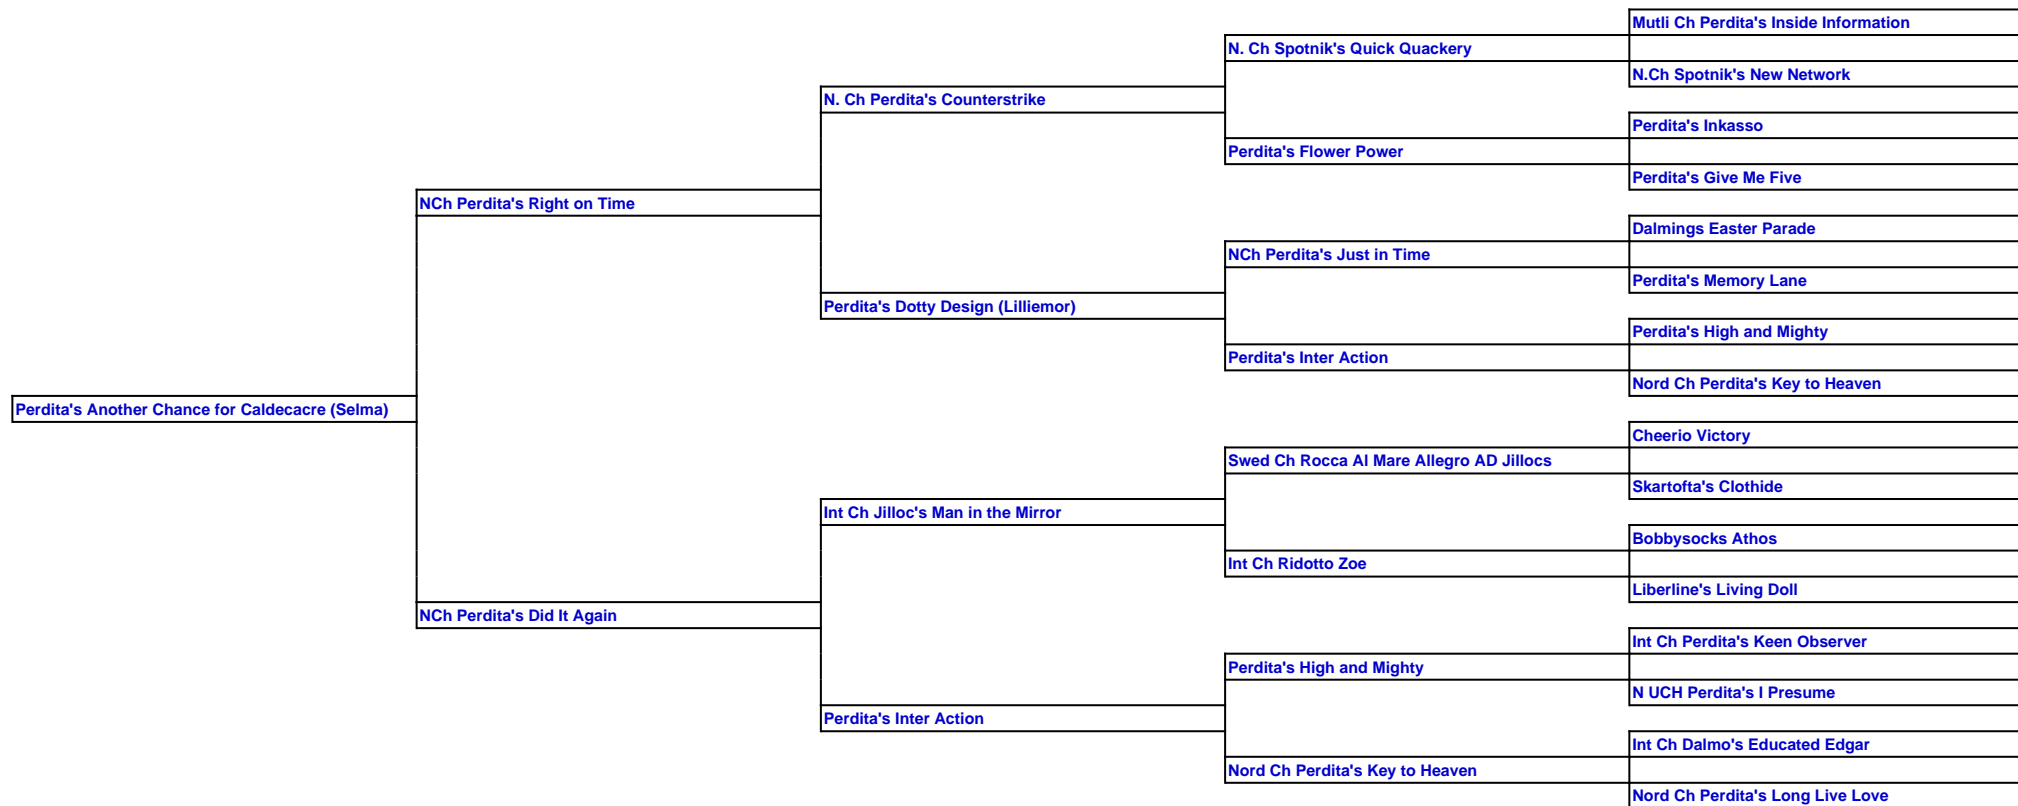 Mutli Ch Perdita's Inside Information
N. Ch Spotnik's Quick Quackery
N.Ch Spotnik's New Network
N. Ch Perdita's Counterstrike
Perdita's Inkasso
Perdita's Flower Power
Perdita's Give Me Five
NCh Perdita's Right on Time
Dalmings Easter Parade
NCh Perdita's Just in Time
Perdita's Memory Lane
Perdita's Dotty Design (Lilliemor)
Perdita's High and Mighty
Perdita's Inter Action
Nord Ch Perdita's Key to Heaven
Perdita's Another Chance for Caldecacre (Selma)
Cheerio Victory
Swed Ch Rocca Al Mare Allegro AD Jillocs
Skartofta's Clothide
Int Ch Jilloc's Man in the Mirror
Bobbysocks Athos
Int Ch Ridotto Zoe
Liberline's Living Doll
NCh Perdita's Did It Again
Int Ch Perdita's Keen Observer
Perdita's High and Mighty
N UCH Perdita's I Presume
Perdita's Inter Action
Int Ch Dalmo's Educated Edgar
Nord Ch Perdita's Key to Heaven
Nord Ch Perdita's Long Live Love